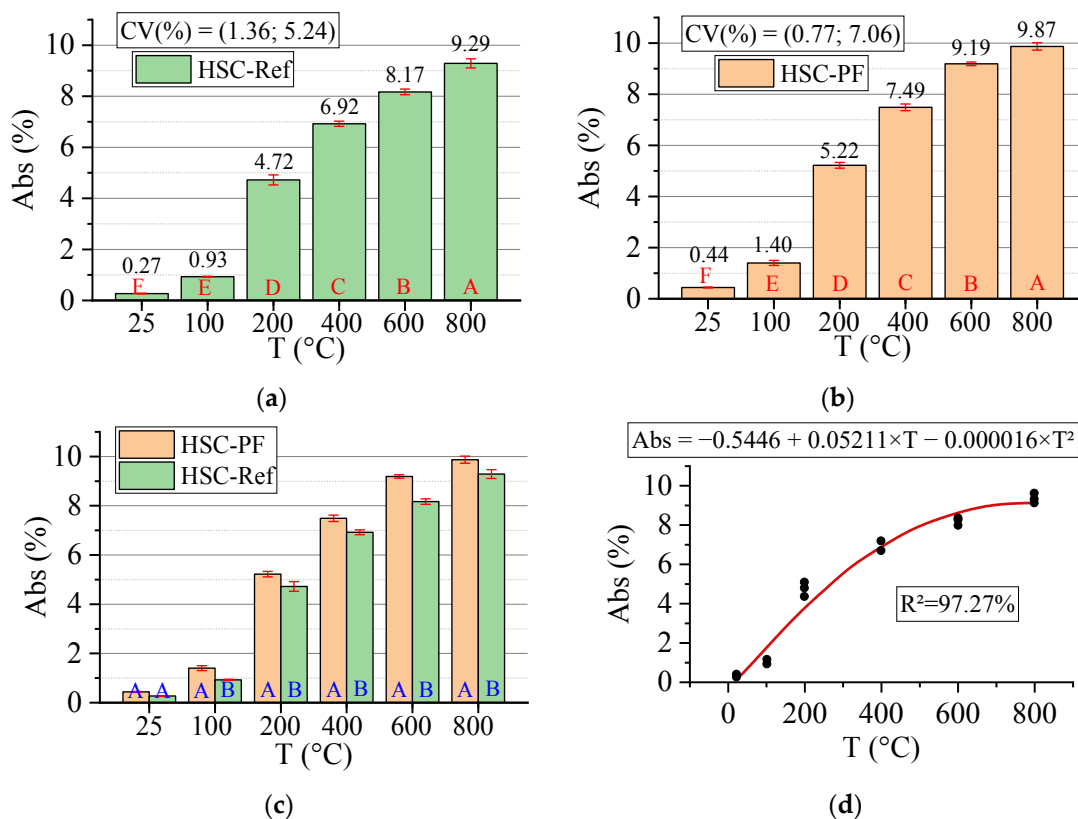 CV(%) = (1.36; 5.24)
HSC-Ref
Abs (%)
10
8
6
4
2
0
0.27
0.93
4.72
6.92
8.17
9.29
F
E
D
C
B
A
25 100 200 400 600 800
T (°C)
(a)
CV(%) = (0.77; 7.06)
HSC-PF
Abs (%)
10
8
6
4
2
0
0.44
1.40
5.22
7.49
9.19
9.87
F
E
D
C
B
A
25 100 200 400 600 800
T (°C)
(b)
HSC-PF
HSC-Ref
Abs (%)
10
8
6
4
2
0
A A A B A B A B A B A B
25 100 200 400 600 800
T (°C)
(c)
Abs = −0.5446 + 0.05211×T − 0.000016×T²
Abs (%)
10
8
6
4
2
0
R²=97.27%
0 200 400 600 800
T (°C)
(d)